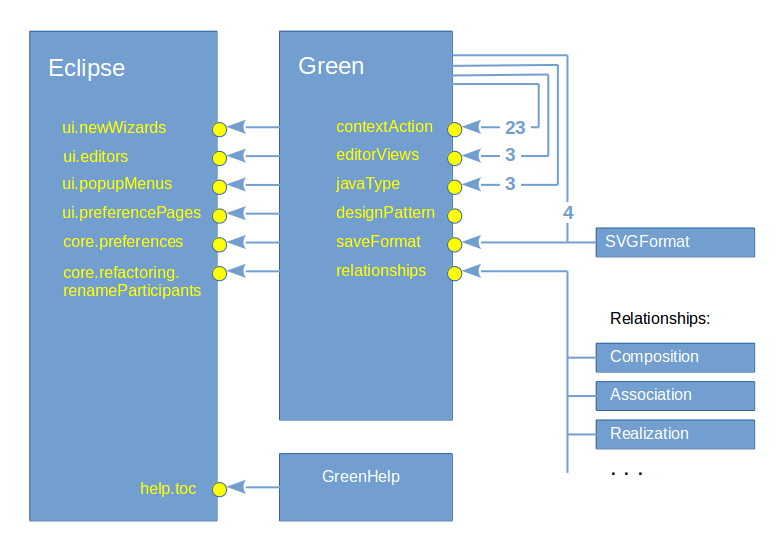 Eclipse
ui.newWizards
ui.editors
ui.popupMenus
ui.preferencePages
core.preferences
core.refactoring.
renameParticipants
help.toc
Green
contextAction
editorViews
javaType
designPattern
saveFormat
relationships
23
3
3
4
GreenHelp
SVGFormat
Relationships:
Composition
Association
Realization
. . .